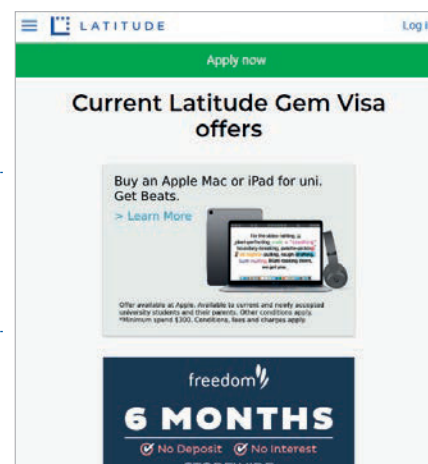 LATITUDE
Log i
Apply now
Current Latitude Gem Visa
offers
Buy an Apple Mac or iPad for uni.
Get Beats.
> Learn More
For the
Offer available at Apple. Available to current and newly accepted
university students and their parents. Other conditions apply.
*Minimum spend $300. Conditions, fees and charges apply.
freedom
6 MONTHS
No Deposit No Interest